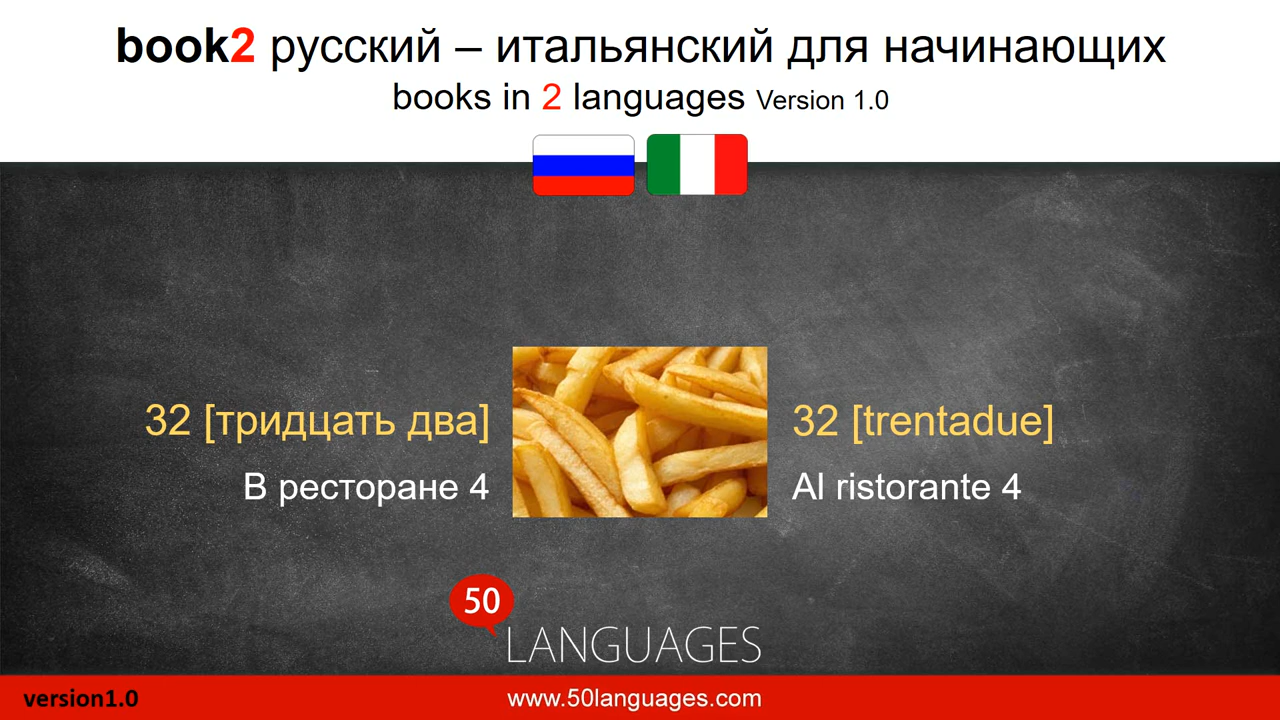 book2 русский – итальянский для начинающих
books in 2 languages Version 1.0
32 [тридцать два]
В ресторане 4
32 [trentadue]
Al ristorante 4
50
LANGUAGES
version1.0
www.50languages.com